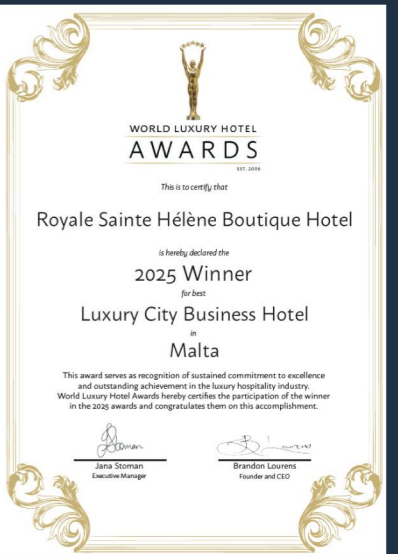 WORLD LUXURY HOTEL
AWARDS
EST. 2006
This is to certify that
Royale Sainte Hélène Boutique Hotel
is hereby declared the
2025 Winner
for best
Luxury City Business Hotel
in
Malta
This award serves as recognition of sustained commitment to excellence
and outstanding achievement in the luxury hospitality industry.
World Luxury Hotel Awards hereby certifies the participation of the winner
in the 2025 awards and congratulates them on this accomplishment.
Jana Stoman
Executive Manager
Brandon Lourens
Founder and CEO